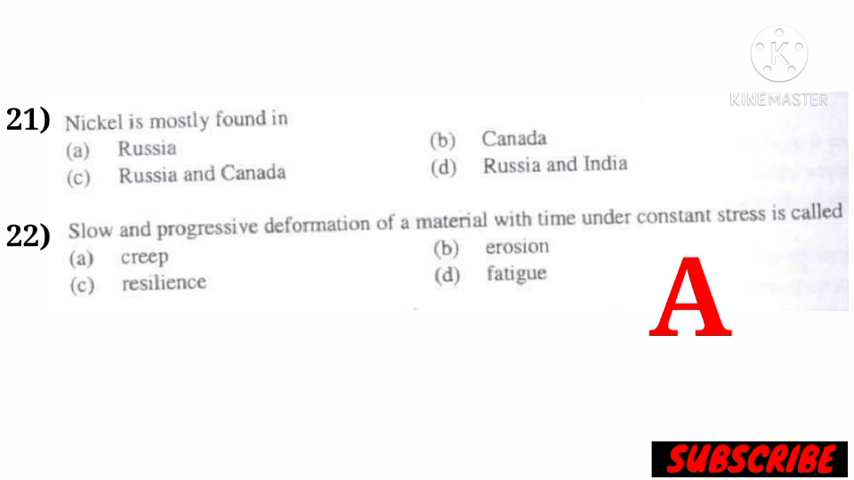 K
KINEMASTER
21) Nickel is mostly found in
(a) Russia (b) Canada
(c) Russia and Canada (d) Russia and India
22) Slow and progressive deformation of a material with time under constant stress is called
(a) creep (b) erosion
(c) resilience (d) fatigue
A
SUBSCRIBE